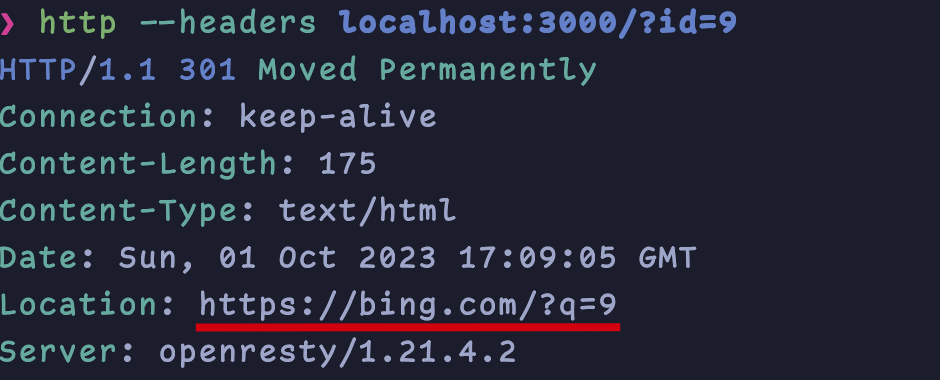 ❯ http --headers localhost:3000/?id=9
HTTP/1.1 301 Moved Permanently
Connection: keep-alive
Content-Length: 175
Content-Type: text/html
Date: Sun, 01 Oct 2023 17:09:05 GMT
Location: https://bing.com/?q=9
Server: openresty/1.21.4.2